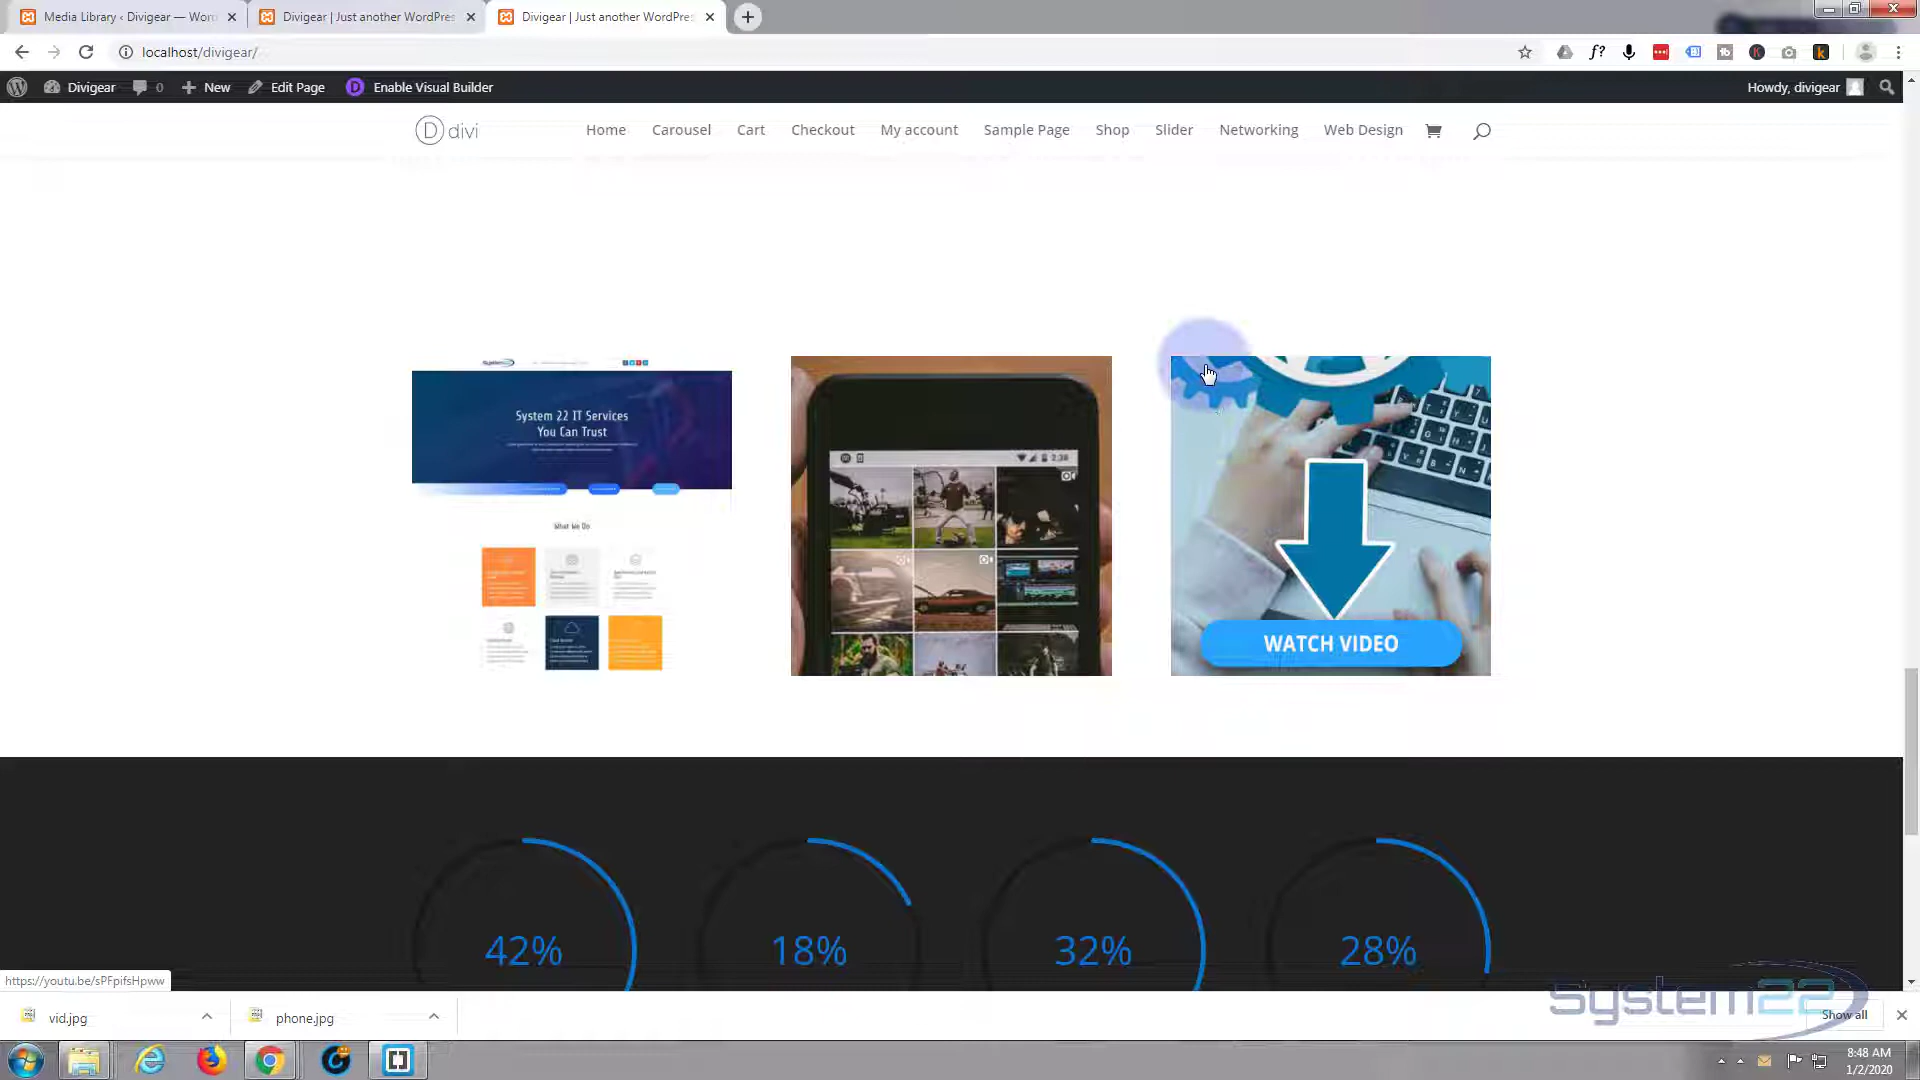 Media Library ‹ Divigear — Wor
Divigear | Just another WordPres
Divigear | Just another WordPres
localhost/divigear/
Divigear
0
New
Edit Page
Enable Visual Builder
Howdy, divigear
D divi
Home
Carousel
Cart
Checkout
My account
Sample Page
Shop
Slider
Networking
Web Design
System22
System 22 IT Services
You Can Trust
What We Do
2:38
WATCH VIDEO
42%
18%
32%
28%
https://youtu.be/sPFpifsHpww
system22
vid.jpg
phone.jpg
Show all
8:48 AM
1/2/2020